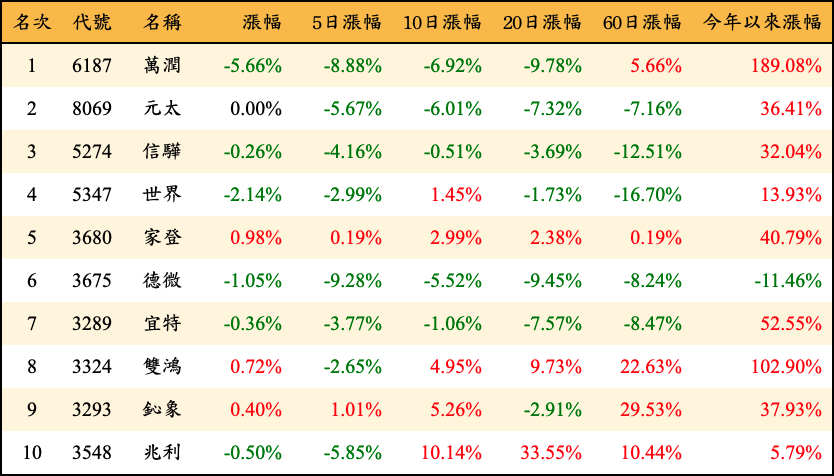 名次 代號 名稱 漲幅 5日漲幅 10日漲幅 20日漲幅 60日漲幅 今年以來漲幅
1 6187 萬潤 -5.66% -8.88% -6.92% -9.78% 5.66% 189.08%
2 8069 元太 0.00% -5.67% -6.01% -7.32% -7.16% 36.41%
3 5274 信驊 -0.26% -4.16% -0.51% -3.69% -12.51% 32.04%
4 5347 世界 -2.14% -2.99% 1.45% -1.73% -16.70% 13.93%
5 3680 家登 0.98% 0.19% 2.99% 2.38% 0.19% 40.79%
6 3675 德微 -1.05% -9.28% -5.52% -9.45% -8.24% -11.46%
7 3289 宜特 -0.36% -3.77% -1.06% -7.57% -8.47% 52.55%
8 3324 雙鴻 0.72% -2.65% 4.95% 9.73% 22.63% 102.90%
9 3293 鈊象 0.40% 1.01% 5.26% -2.91% 29.53% 37.93%
10 3548 兆利 -0.50% -5.85% 10.14% 33.55% 10.44% 5.79%